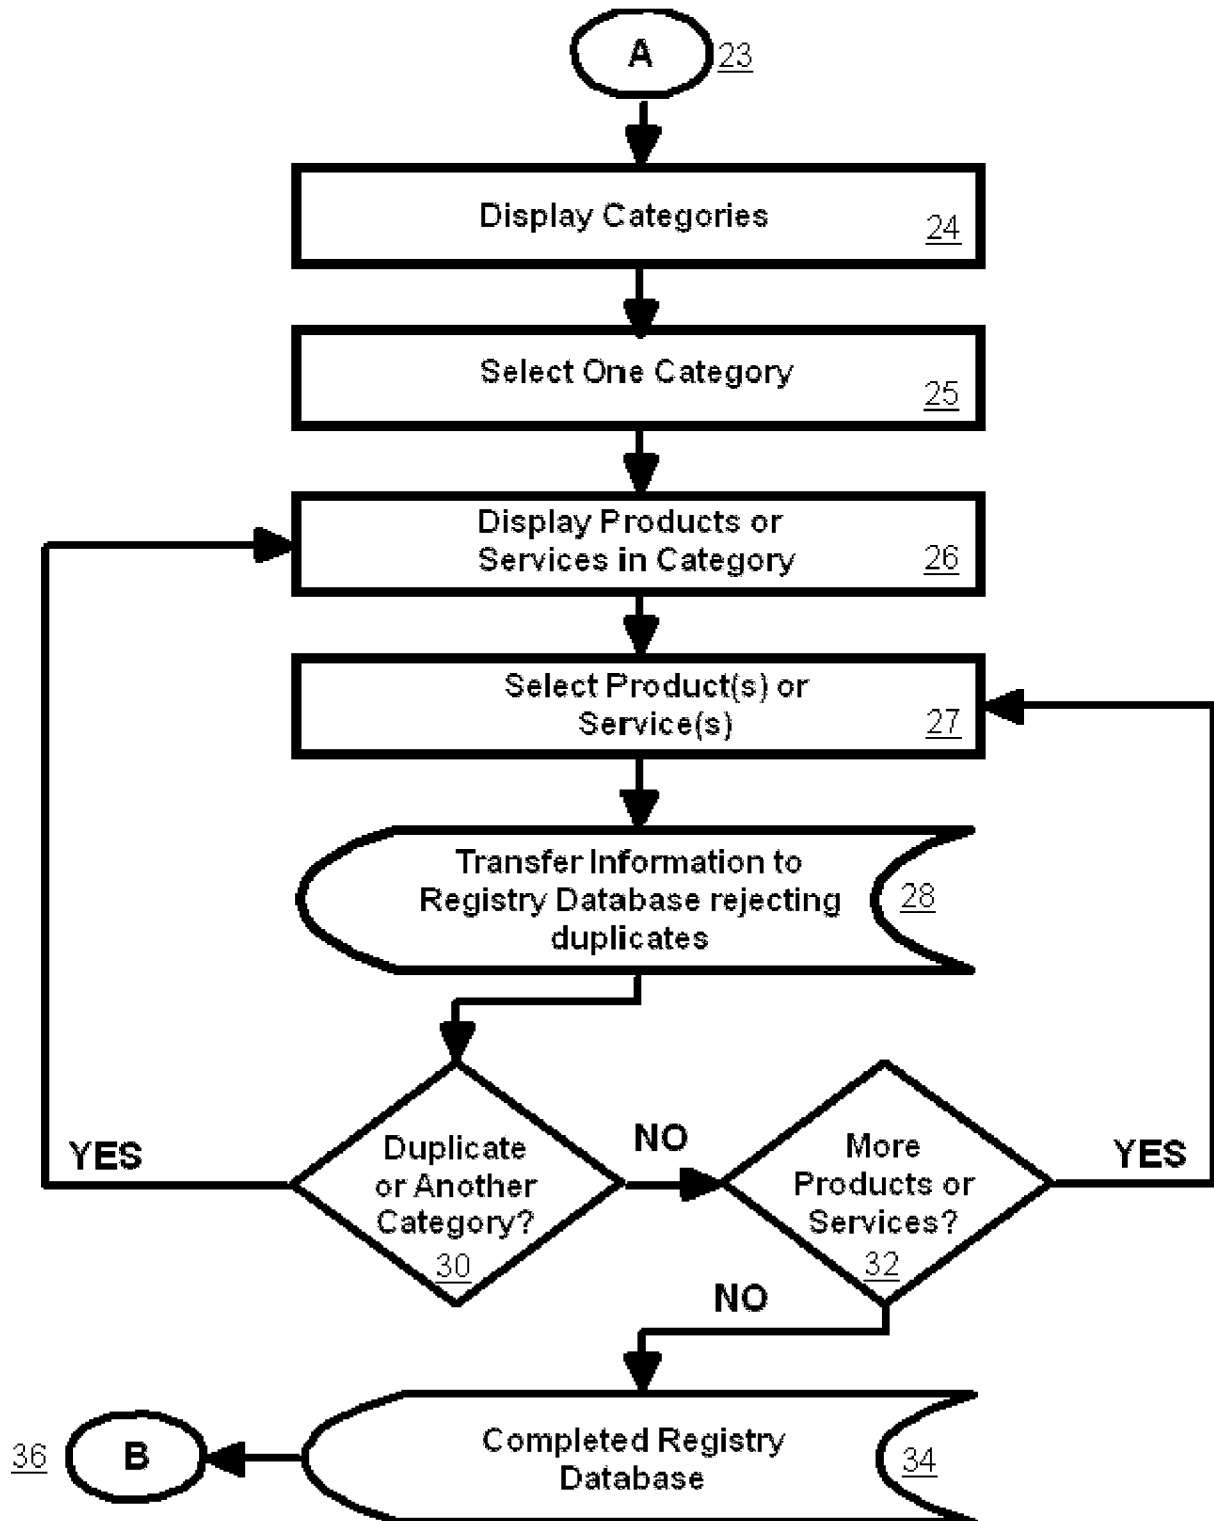 A
23
Display Categories
24
Select One Category
25
Display Products or
Services in Category
26
Select Product(s) or
Service(s)
27
Transfer Information to
Registry Database rejecting
duplicates
28
YES
Duplicate
or Another
Category?
30
NO
More
Products or
Services?
32
YES
NO
36
B
Completed Registry
Database
34